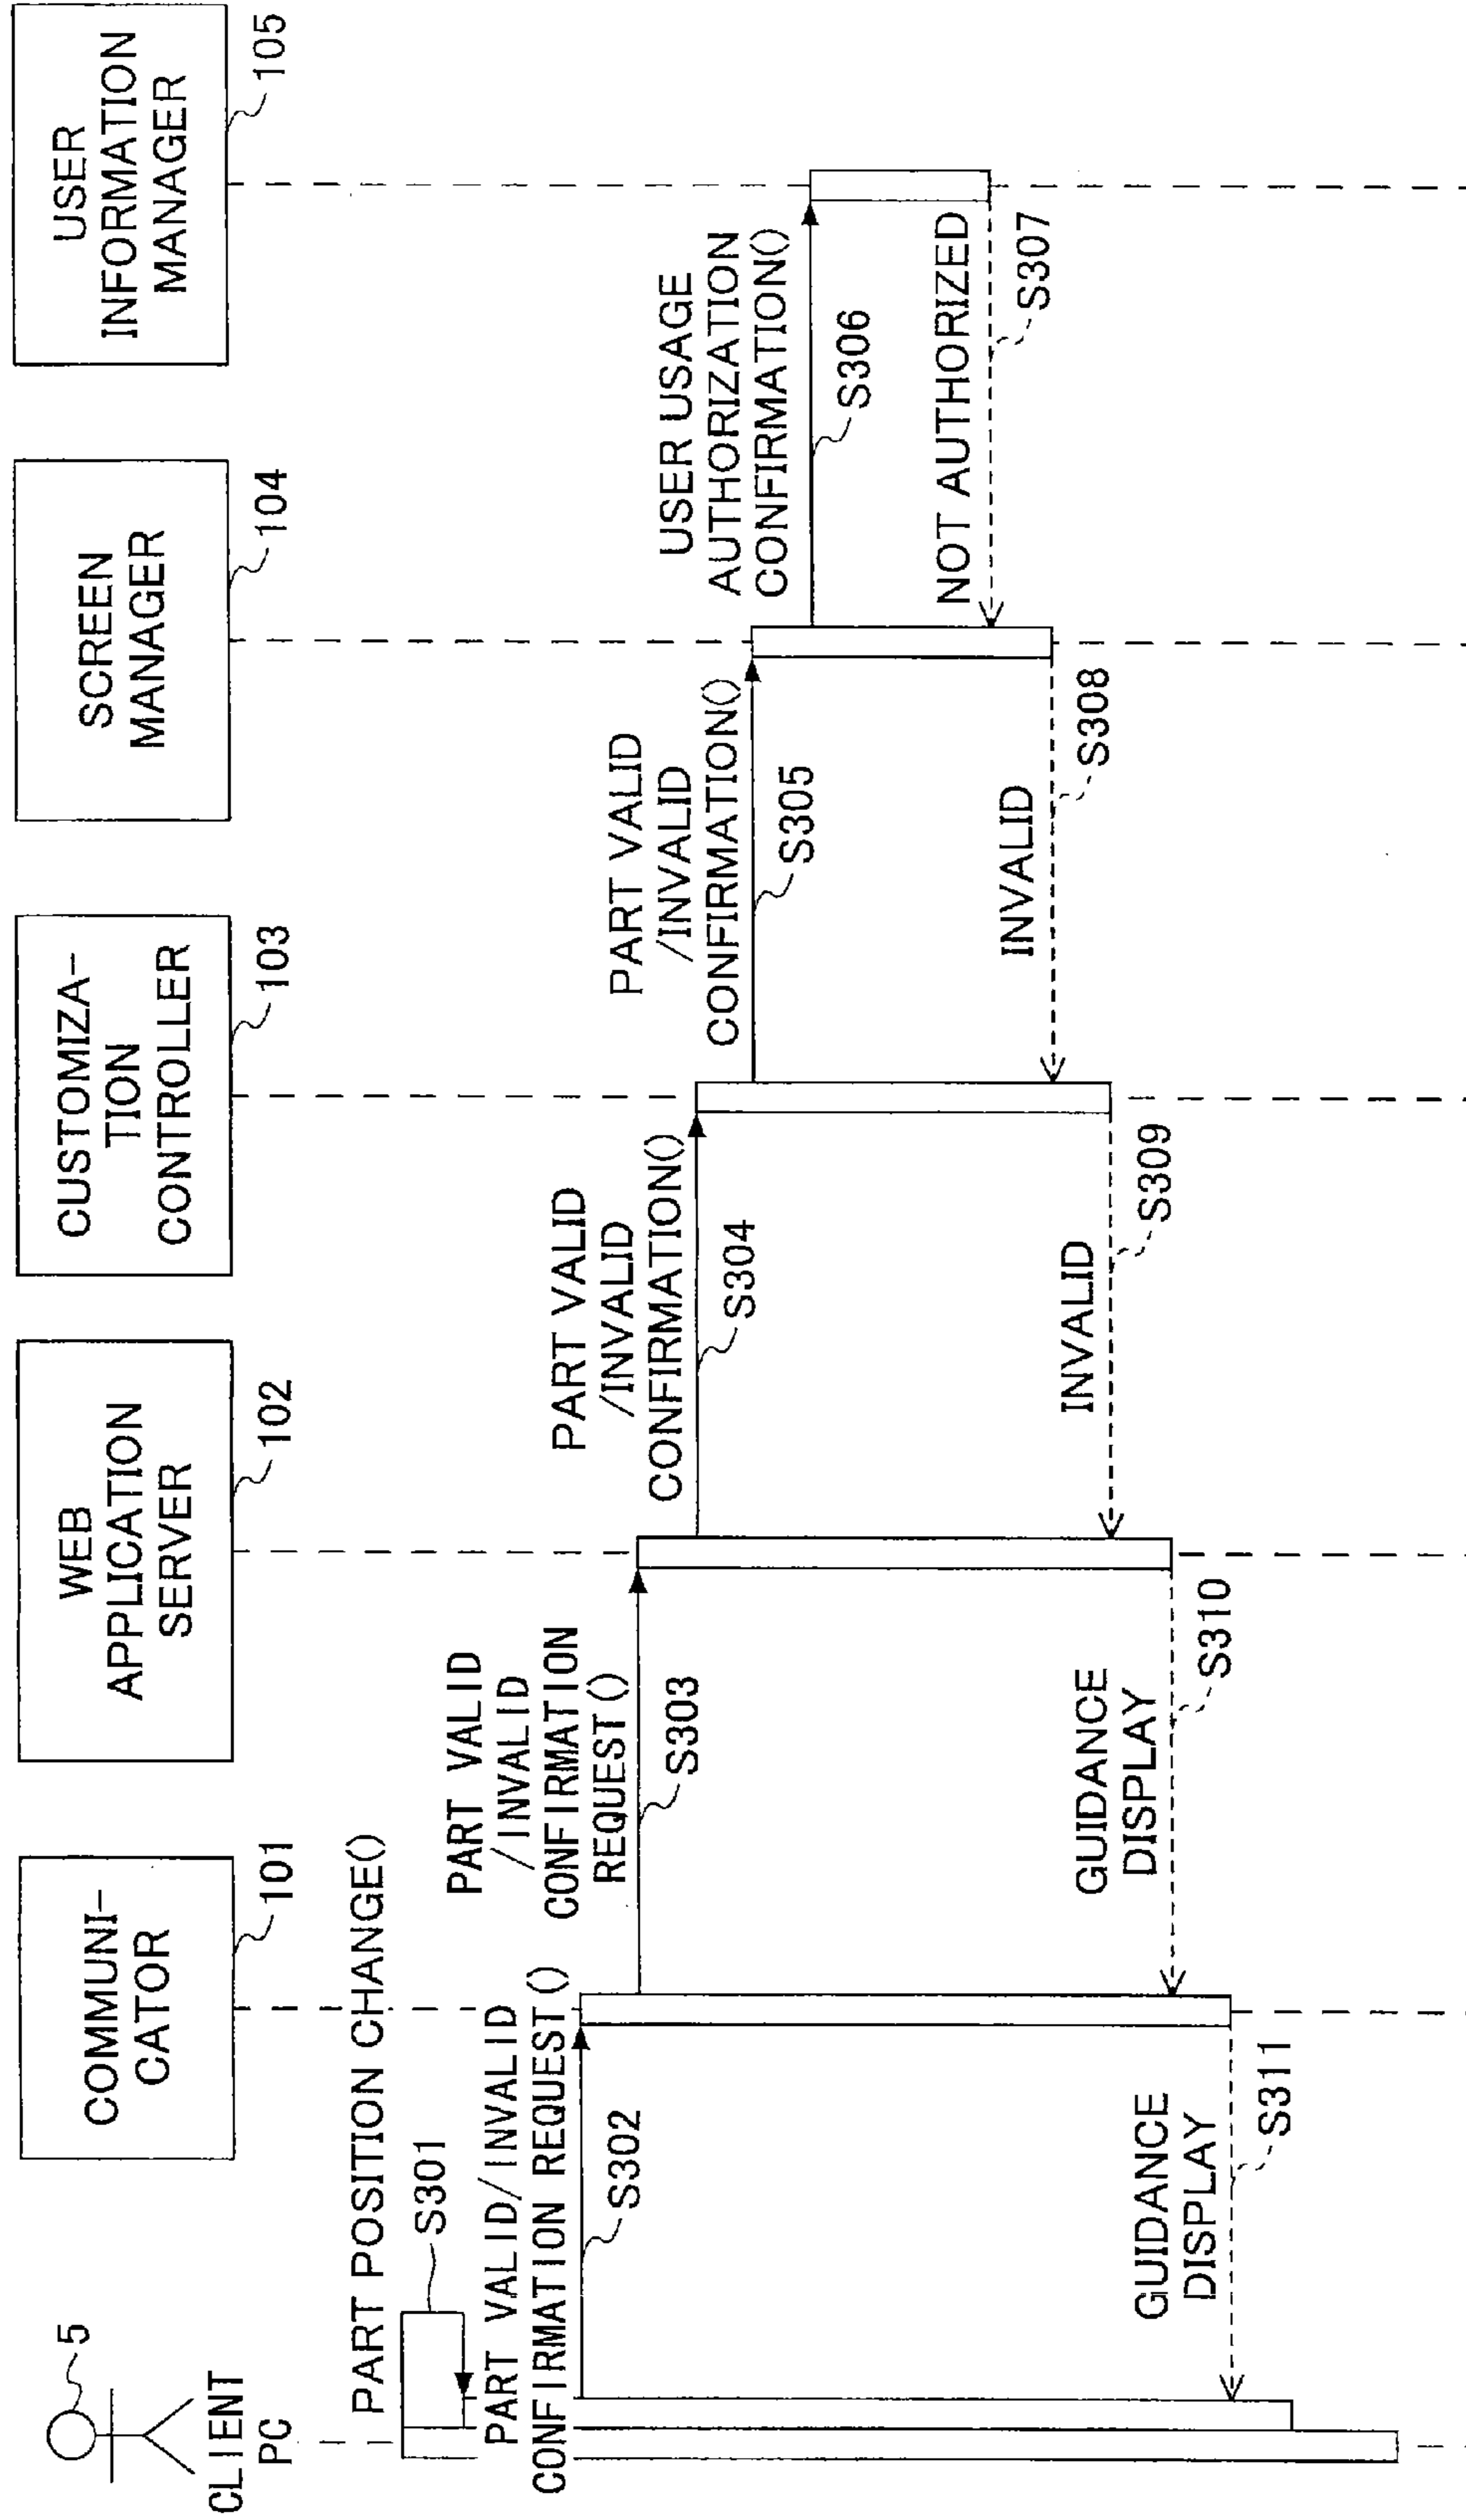 5
CLIENT
PC
COMMUNI-
CATOR
101
WEB
APPLICATION
SERVER
102
CUSTOMIZA-
TION
CONTROLLER
103
SCREEN
MANAGER
104
USER
INFORMATION
MANAGER
105
PART POSITION CHANGE()
S301
PART VALID/INVALID
CONFIRMATION REQUEST()
S302
PART VALID
/INVALID
CONFIRMATION
REQUEST()
S303
PART VALID
/INVALID
CONFIRMATION()
S304
PART VALID
/INVALID
CONFIRMATION()
S305
USER USAGE
AUTHORIZATION
CONFIRMATION()
S306
NOT AUTHORIZED
S307
INVALID
S308
INVALID
S309
GUIDANCE
DISPLAY
S310
GUIDANCE
DISPLAY
S311